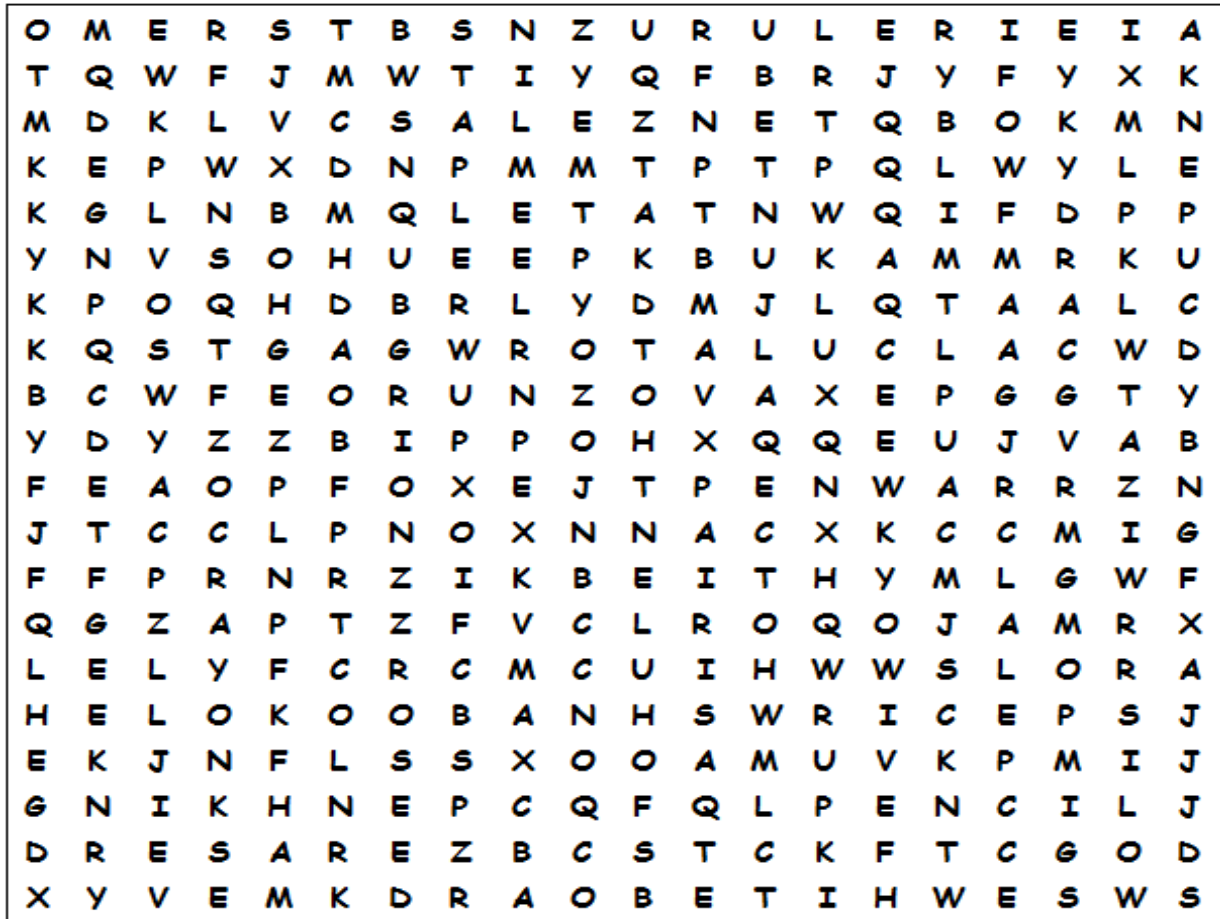 O M E R S T B S N Z U R U L E R I E I A
T Q W F J M W T I Y Q F B R J Y F Y X K
M D K L V C S A L E Z N E T Q B O K M N
K E P W X D N P M M T P T P Q L W Y L E
K G L N B M Q L E T A T N W Q I F D P P
Y N V S O H U E E P K B U K A M M R K U
K P O Q H D B R L Y D M J L Q T A A L C
K Q S T G A G W R O T A L U C L A C W D
B C W F E O R U N Z O V A X E P G G T Y
Y D Y Z Z B I P P O H X Q Q E U J V A B
F E A O P F O X E J T P E N W A R R Z N
J T C C L P N O X N N A C X K C C M I G
F F P R N R Z I K B E I T H Y M L G W F
Q G Z A P T Z F V C L R O Q O J A M R X
L E L Y F C R C M C U I H W W S L O R A
H E L O K O O B A N H S W R I C E P S J
E K J N F L S S X O O A M U V K P M I J
G N I K H N E P C Q F Q L P E N C I L J
D R E S A R E Z B C S T C K F T C G O D
X Y V E M K D R A O B E T I H W E S W S